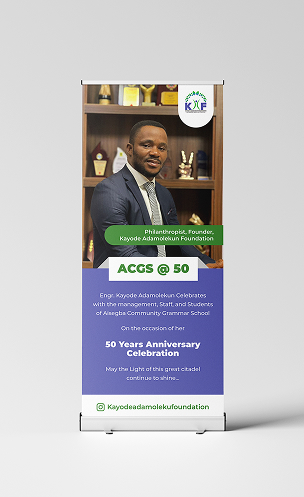 KAF
Philanthropist, Founder,
Kayode Adamolekun Foundation
ACGS @ 50
Engr. Kayode Adamolekun Celebrates
with the management, Staff, and Students
of Aisegba Community Grammar School
On the occasion of her
50 Years Anniversary
Celebration
May the Light of this great citadel
continue to shine...
Kayodeadamolekufoundation